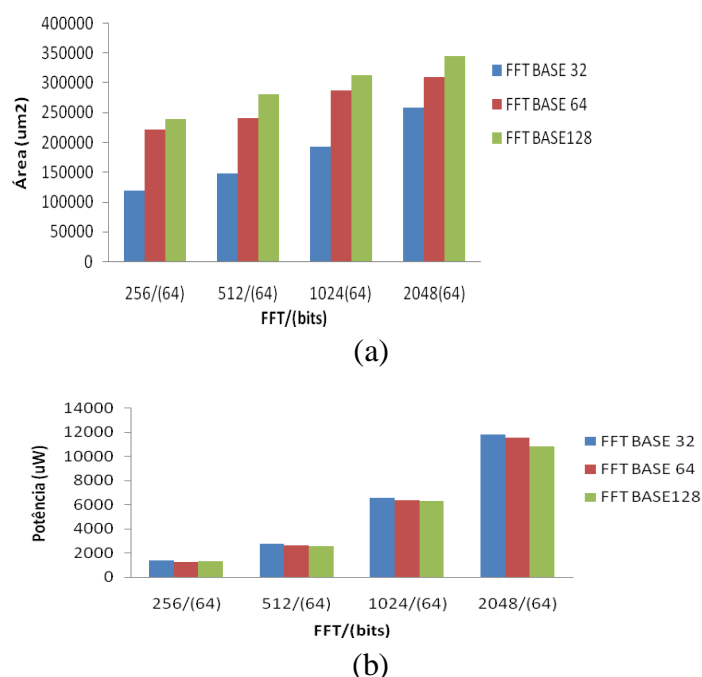 Área (um2)
400000
350000
300000
250000
200000
150000
100000
50000
0
256/(64) 512/(64) 1024(64) 2048(64)
FFT/(bits)
FFT BASE 32
FFT BASE 64
FFT BASE128
(a)
Potência (uW)
14000
12000
10000
8000
6000
4000
2000
0
256/(64) 512/(64) 1024/(64) 2048/(64)
FFT/(bits)
FFT BASE 32
FFT BASE 64
FFT BASE128
(b)